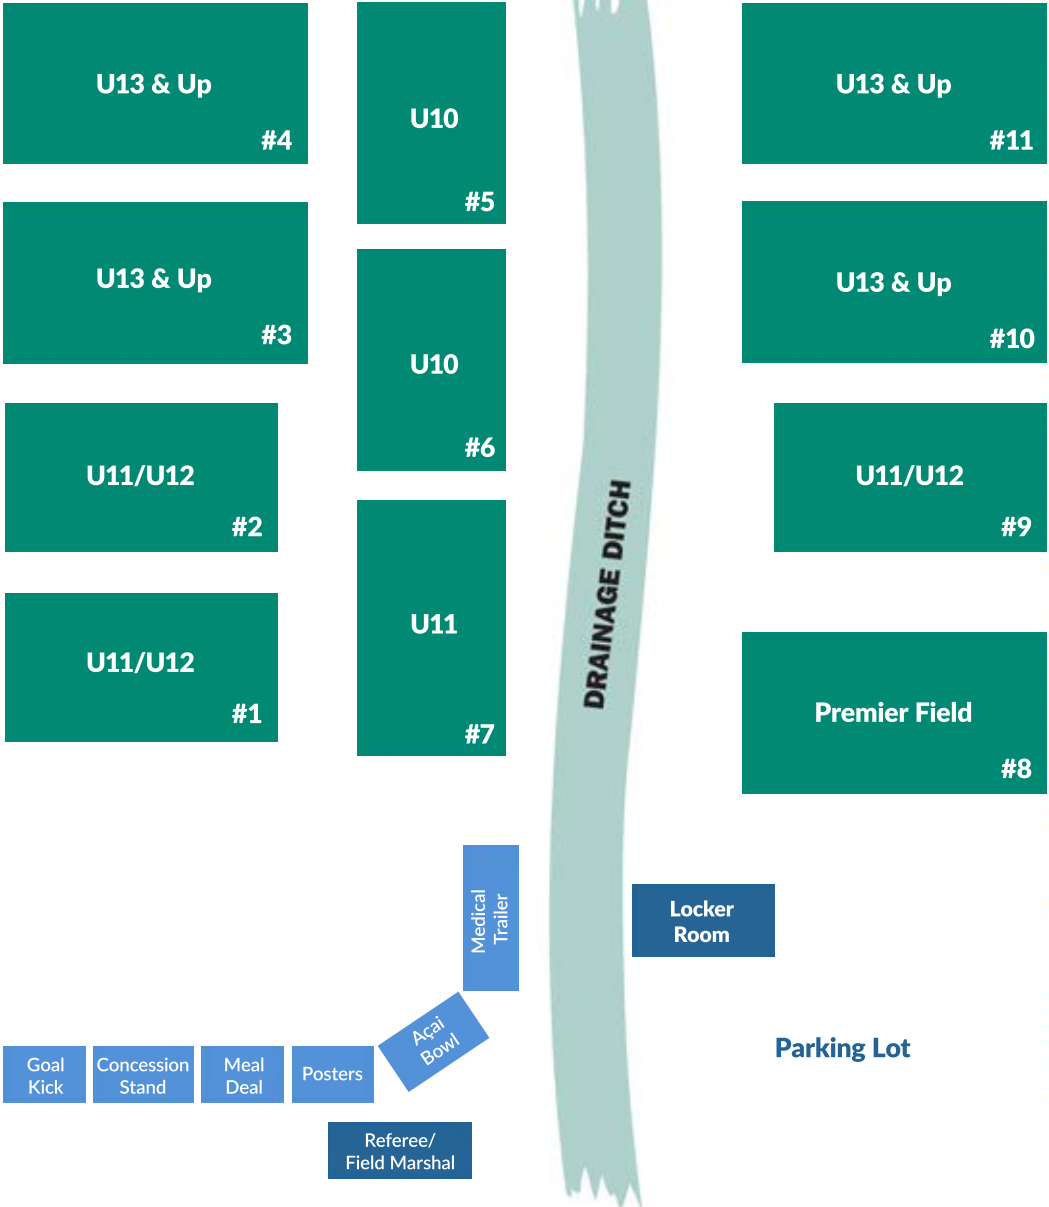 U13 & Up
#4
U10
#5
U13 & Up
#11
U13 & Up
#3
U10
#6
U13 & Up
#10
U11/U12
#2
U11/U12
#9
U11/U12
#1
U11
#7
DRAINAGE DITCH
Premier Field
#8
Medical
Trailer
Locker
Room
Açai
Bowl
Parking Lot
Goal
Kick
Concession
Stand
Meal
Deal
Posters
Referee/
Field Marshal